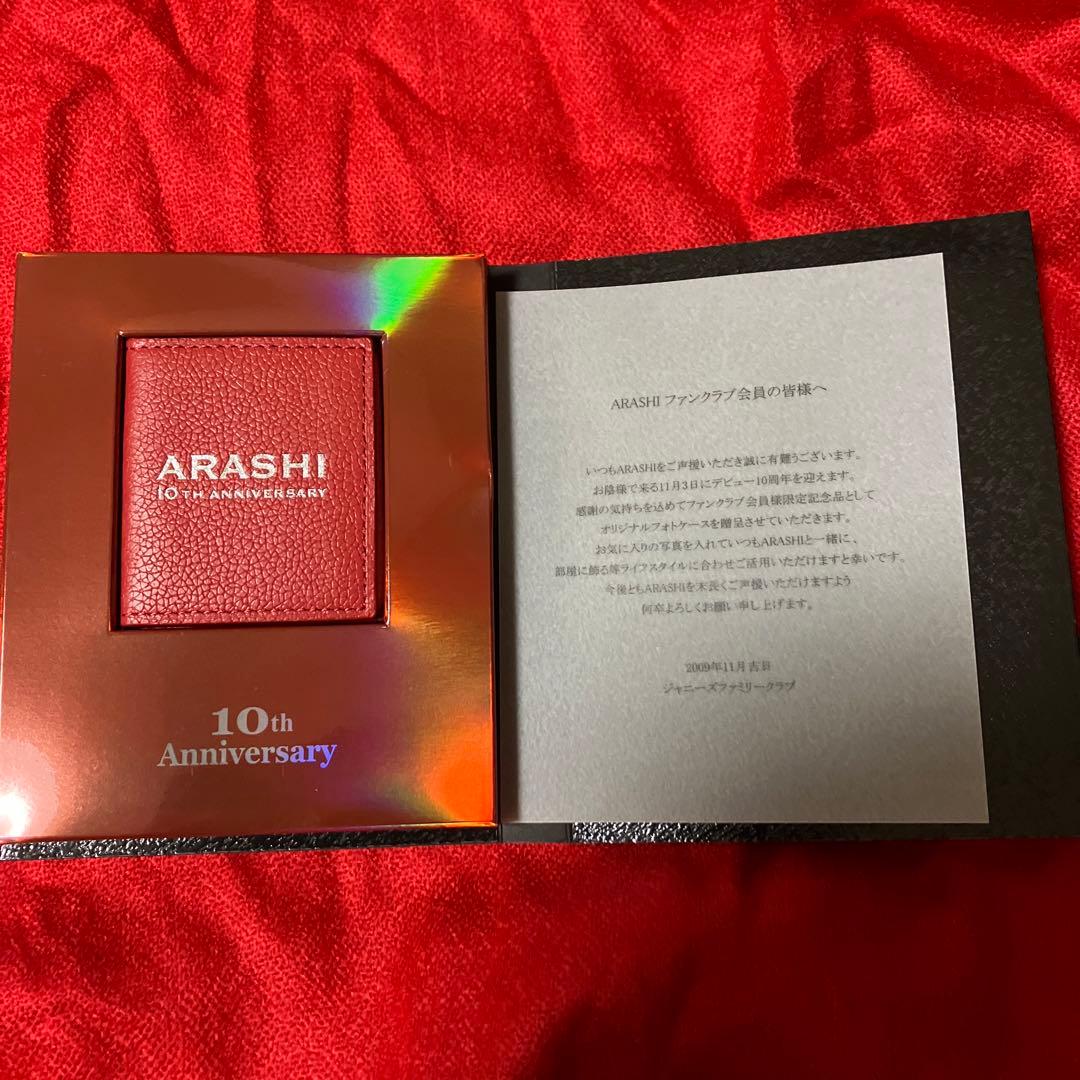 ARASHI
10TH ANNIVERSARY
10th
Anniversary
ARASHI ファンクラブ会員の皆様へ
いつもARASHIをご声援いただき誠に有難うございます。
お陰様で来る11月3日にデビュー10周年を迎えます。
感謝の気持ちを込めてファンクラブ会員様限定記念品として
オリジナルフォトケースを贈呈させていただきます。
お気に入りの写真を入れていつもARASHIと一緒に、
部屋に飾る等ライフスタイルに合わせご活用いただけますと幸いです。
今後ともARASHIを末長くご声援いただけますよう
何卒よろしくお願い申し上げます。
2009年11月吉日
ジャニーズファミリークラブ